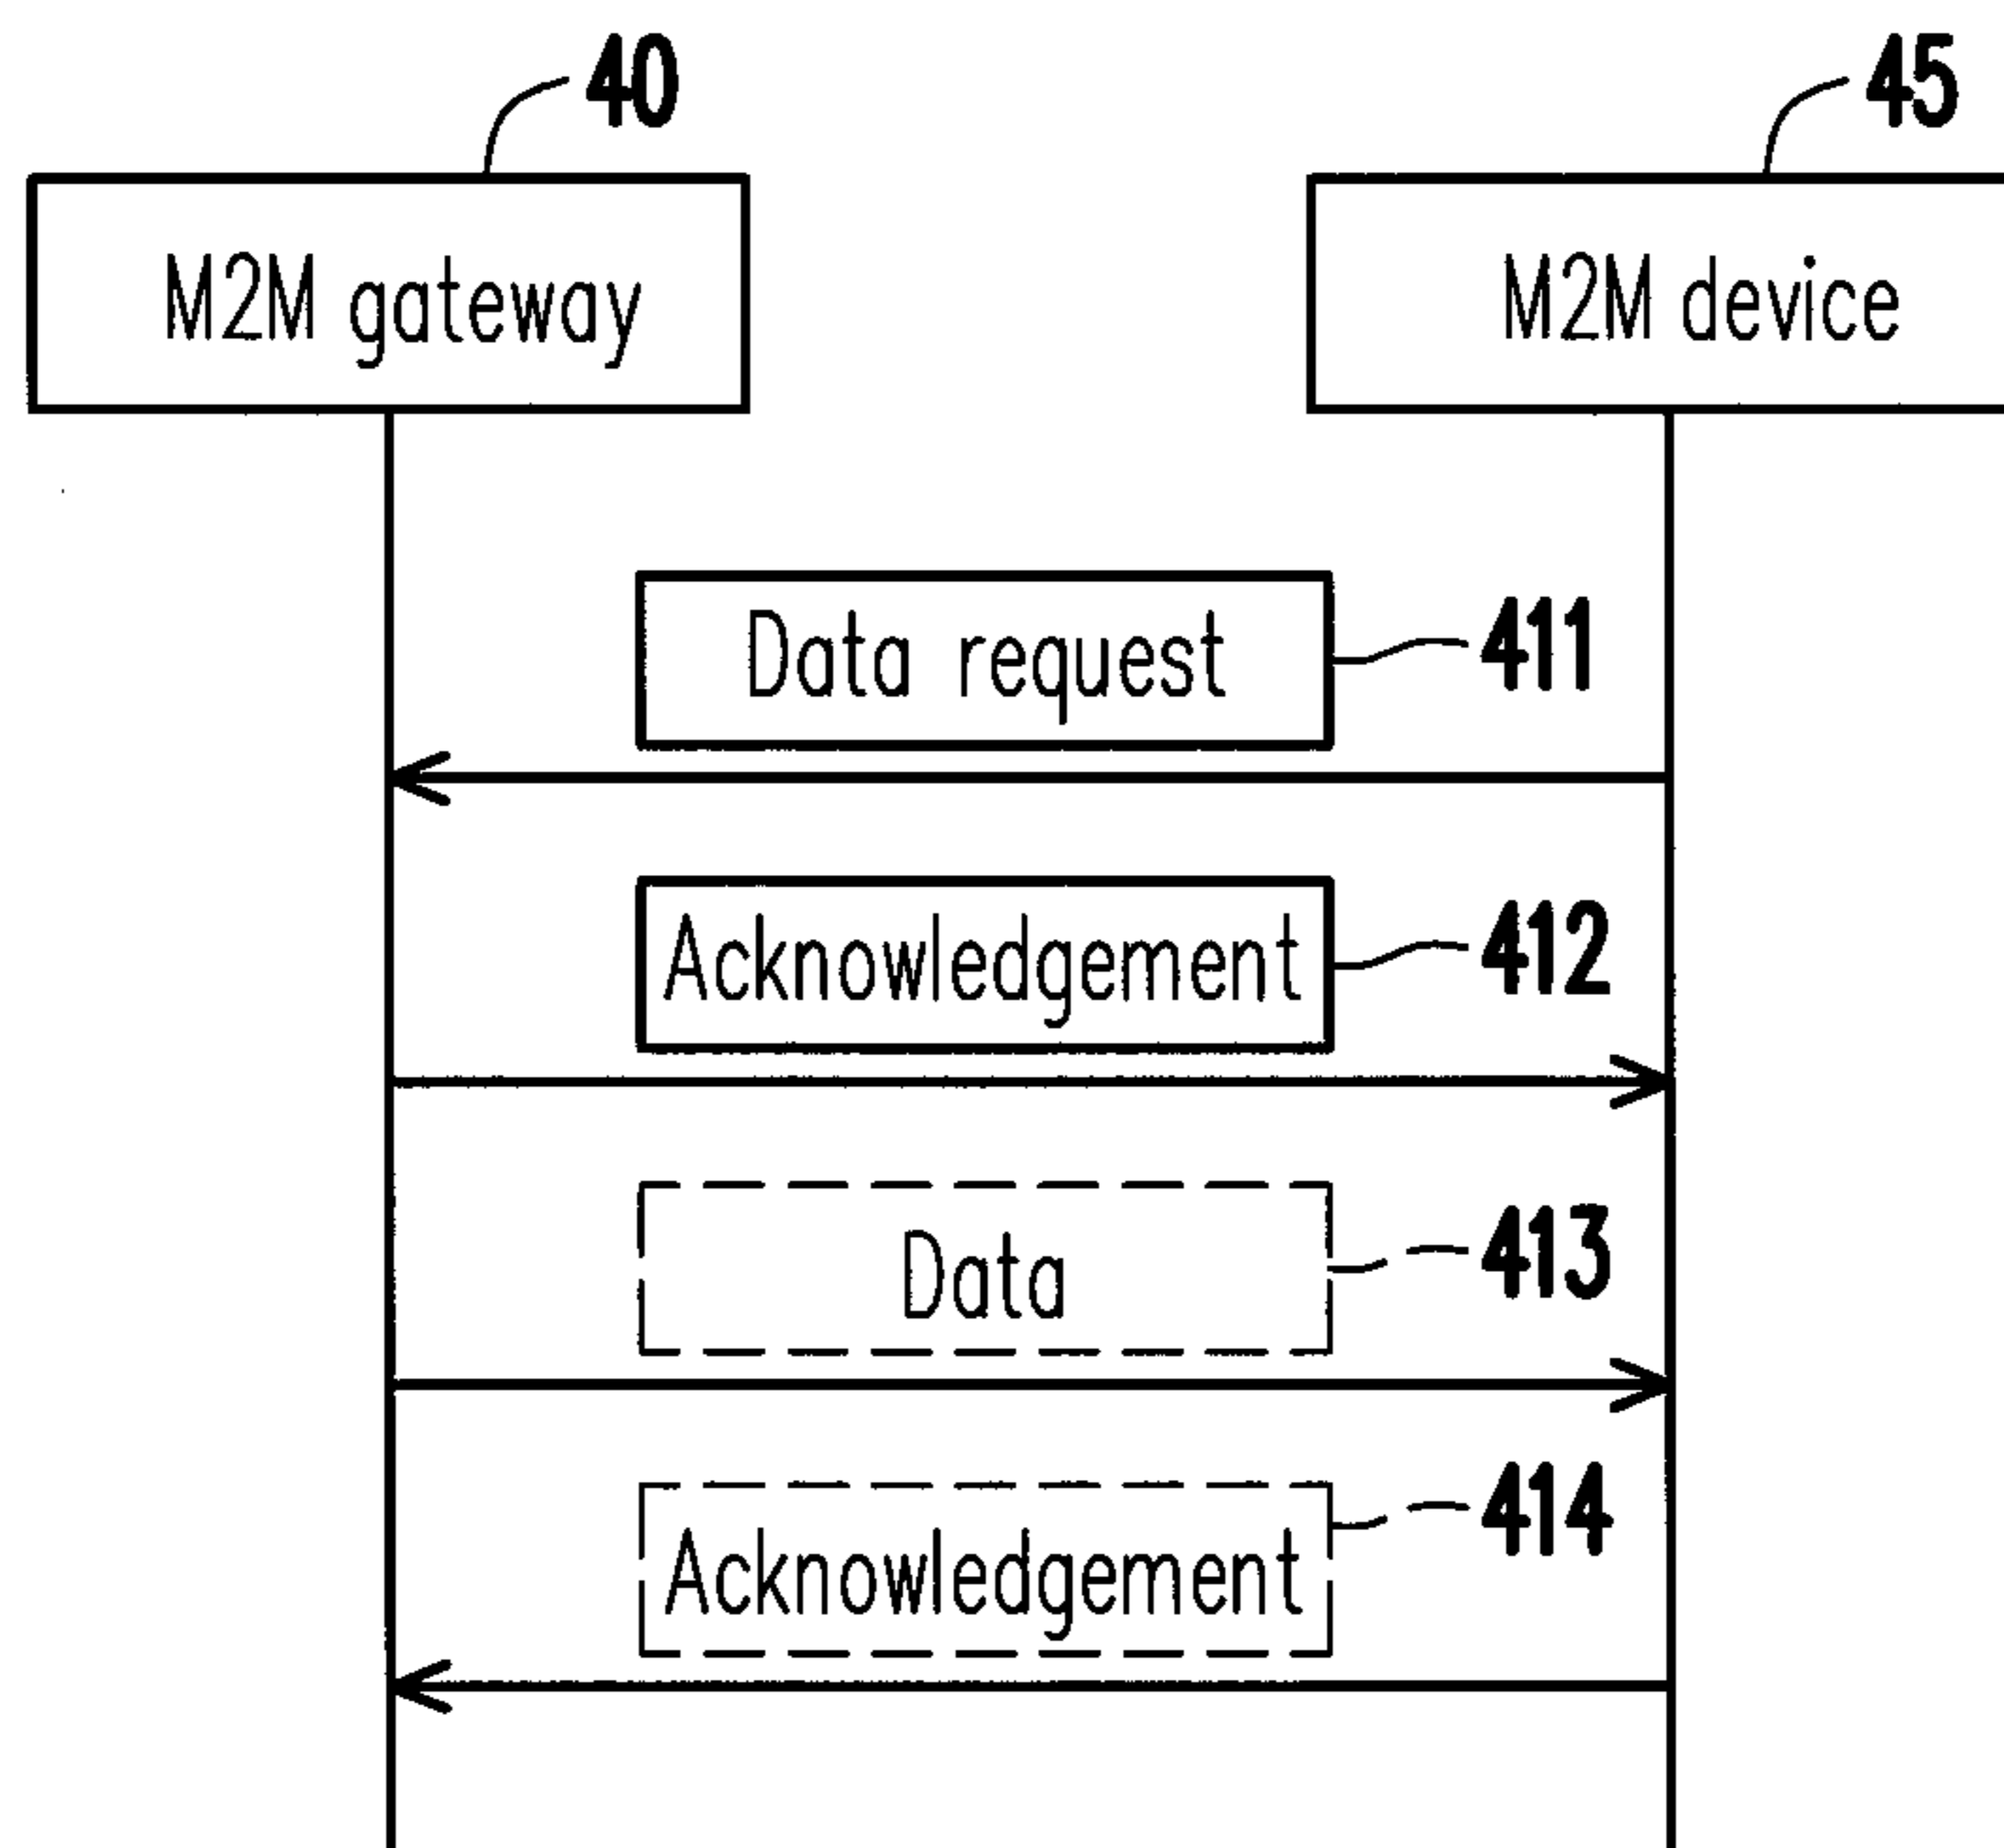 40
45
M2M gateway
M2M device
Data request
411
Acknowledgement
412
Data
413
414
Acknowledgement